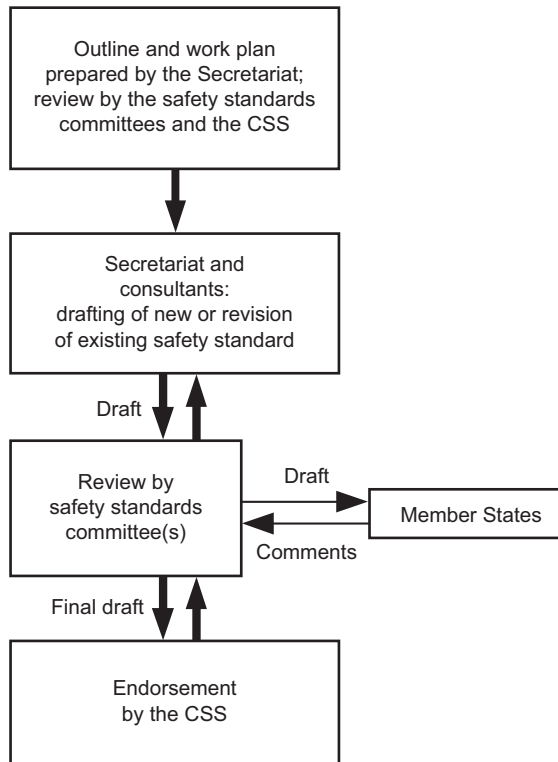 Outline and work plan
prepared by the Secretariat;
review by the safety standards
committees and the CSS
Secretariat and
consultants:
drafting of new or revision
of existing safety standard
Draft
Review by
safety standards
committee(s)
Draft
Member States
Comments
Final draft
Endorsement
by the CSS